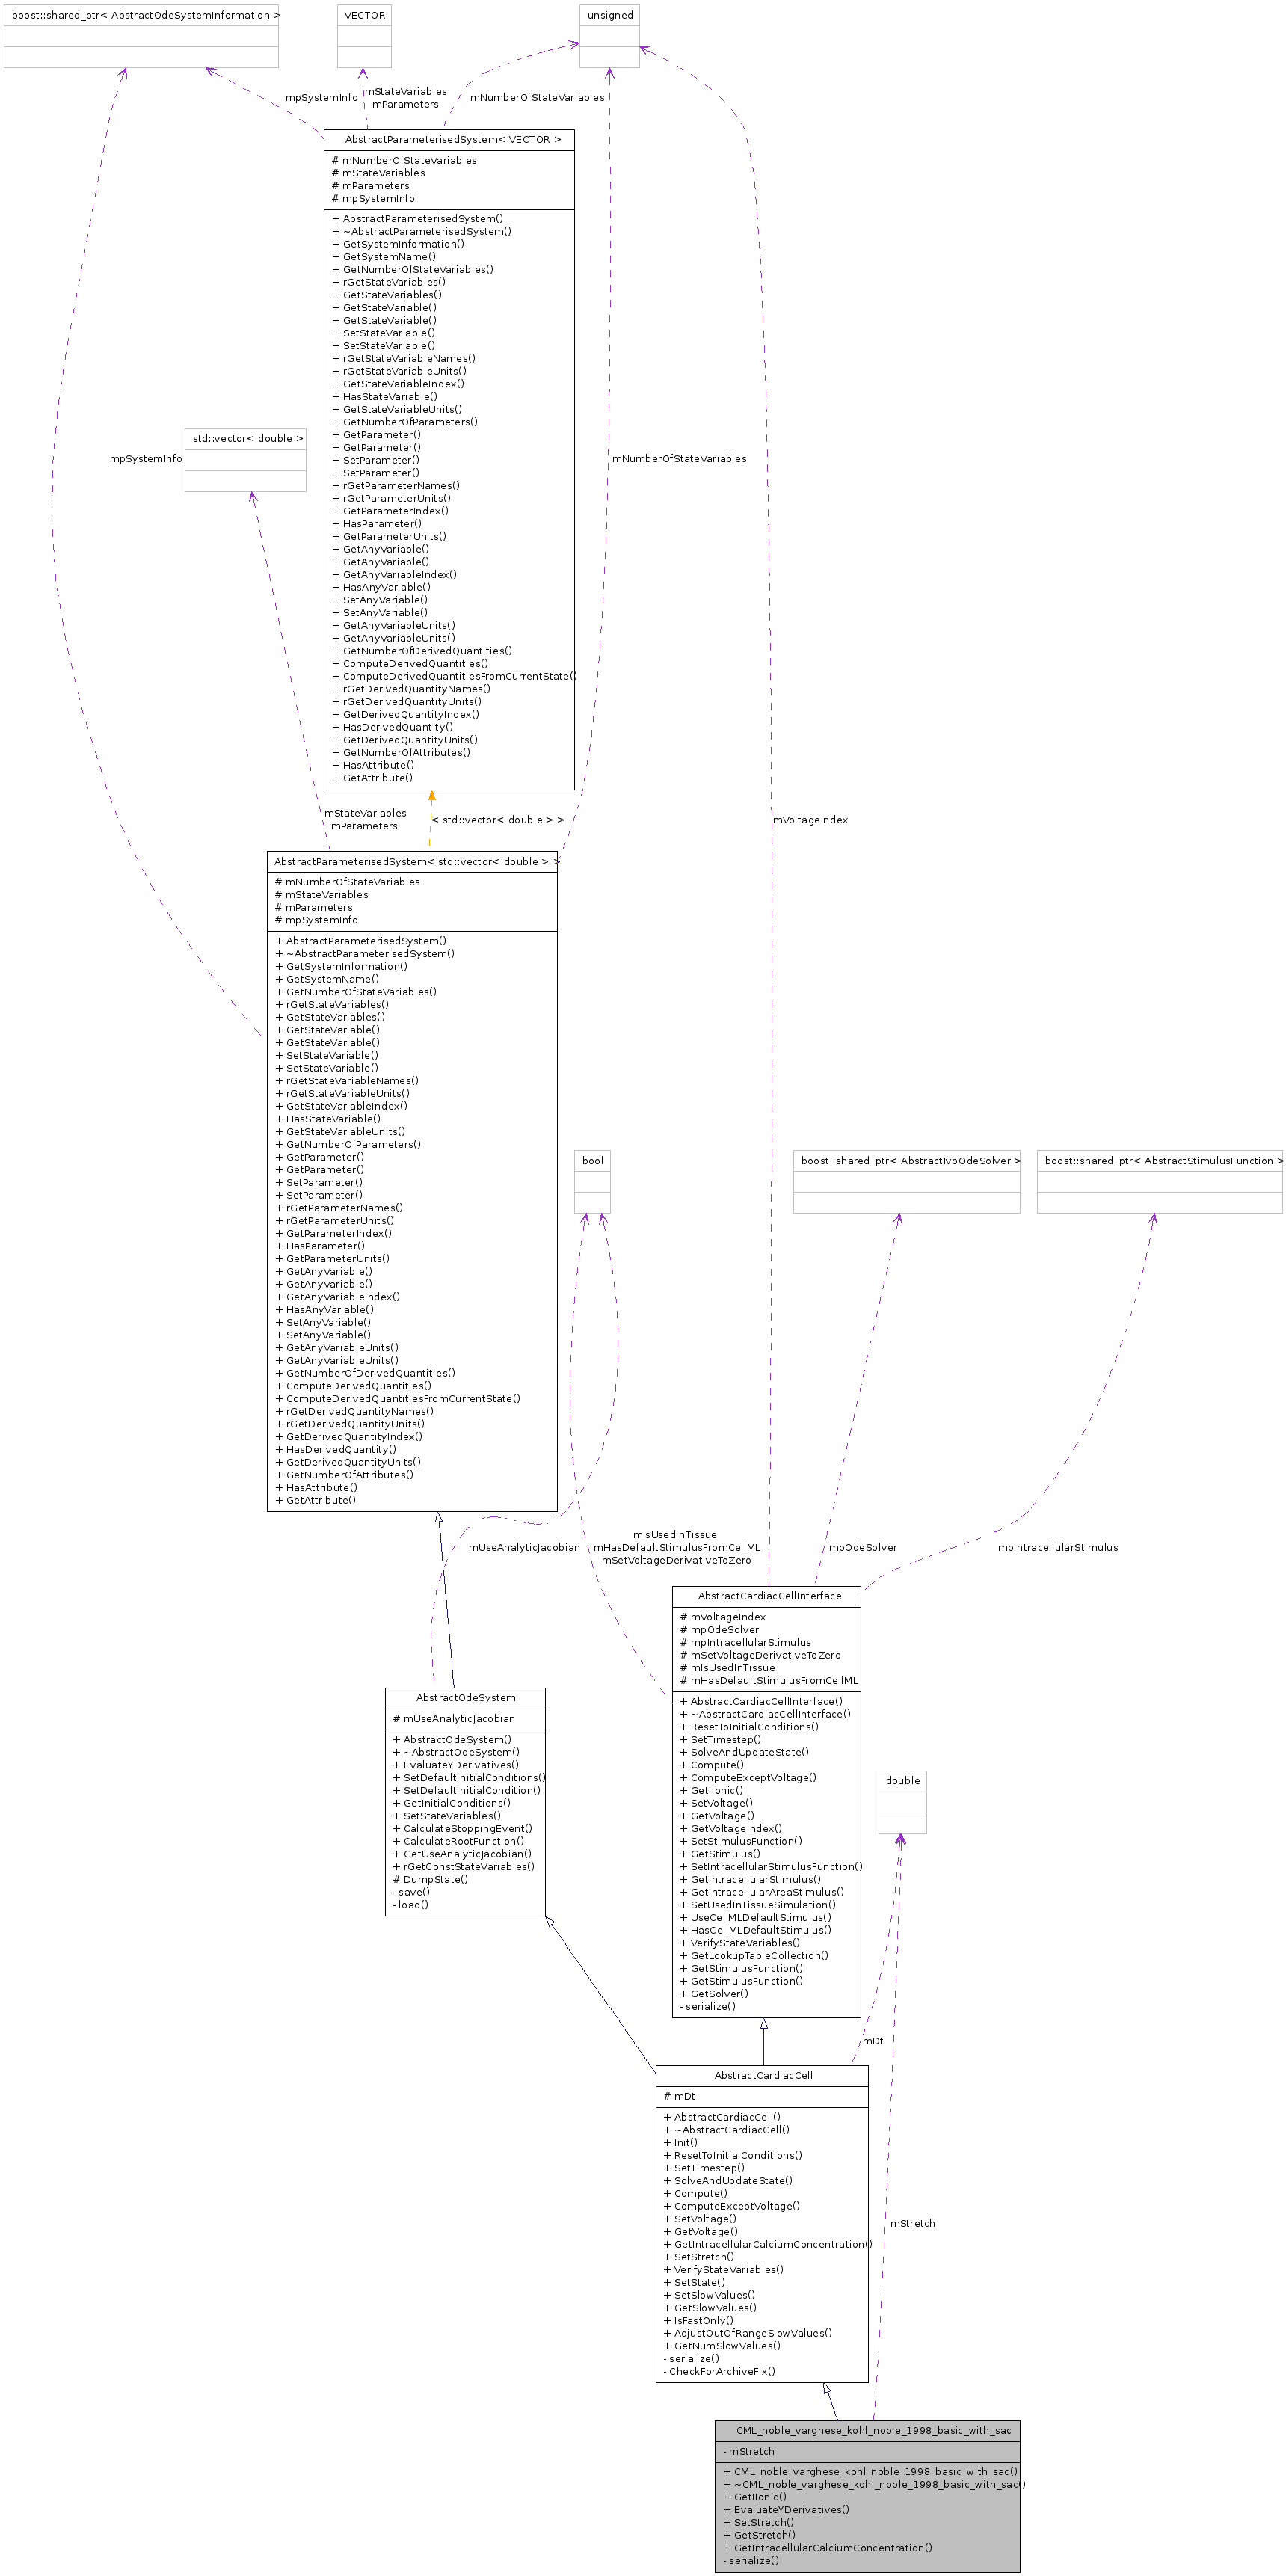 boost::shared_ptr< AbstractOdeSystemInformation >
VECTOR
unsigned
mpSystemInfo
mStateVariables
mParameters
mNumberOfStateVariables
AbstractParameterisedSystem< VECTOR >
# mNumberOfStateVariables
# mStateVariables
# mParameters
# mpSystemInfo
+ AbstractParameterisedSystem()
+ ~AbstractParameterisedSystem()
+ GetSystemInformation()
+ GetSystemName()
+ GetNumberOfStateVariables()
+ rGetStateVariables()
+ GetStateVariables()
+ GetStateVariable()
+ GetStateVariable()
+ SetStateVariable()
+ SetStateVariable()
+ rGetStateVariableNames()
+ rGetStateVariableUnits()
+ GetStateVariableIndex()
+ HasStateVariable()
+ GetStateVariableUnits()
+ GetNumberOfParameters()
+ GetParameter()
+ GetParameter()
+ SetParameter()
+ SetParameter()
+ rGetParameterNames()
+ rGetParameterUnits()
+ GetParameterIndex()
+ HasParameter()
+ GetParameterUnits()
+ GetAnyVariable()
+ GetAnyVariable()
+ GetAnyVariableIndex()
+ HasAnyVariable()
+ SetAnyVariable()
+ SetAnyVariable()
+ GetAnyVariableUnits()
+ GetAnyVariableUnits()
+ GetNumberOfDerivedQuantities()
+ ComputeDerivedQuantities()
+ ComputeDerivedQuantitiesFromCurrentState()
+ rGetDerivedQuantityNames()
+ rGetDerivedQuantityUnits()
+ GetDerivedQuantityIndex()
+ HasDerivedQuantity()
+ GetDerivedQuantityUnits()
+ GetNumberOfAttributes()
+ HasAttribute()
+ GetAttribute()
std::vector< double >
mpSystemInfo
mNumberOfStateVariables
mStateVariables
mParameters
< std::vector< double > >
mVoltageIndex
AbstractParameterisedSystem< std::vector< double > >
# mNumberOfStateVariables
# mStateVariables
# mParameters
# mpSystemInfo
+ AbstractParameterisedSystem()
+ ~AbstractParameterisedSystem()
+ GetSystemInformation()
+ GetSystemName()
+ GetNumberOfStateVariables()
+ rGetStateVariables()
+ GetStateVariables()
+ GetStateVariable()
+ GetStateVariable()
+ SetStateVariable()
+ SetStateVariable()
+ rGetStateVariableNames()
+ rGetStateVariableUnits()
+ GetStateVariableIndex()
+ HasStateVariable()
+ GetStateVariableUnits()
+ GetNumberOfParameters()
+ GetParameter()
+ GetParameter()
+ SetParameter()
+ SetParameter()
+ rGetParameterNames()
+ rGetParameterUnits()
+ GetParameterIndex()
+ HasParameter()
+ GetParameterUnits()
+ GetAnyVariable()
+ GetAnyVariable()
+ GetAnyVariableIndex()
+ HasAnyVariable()
+ SetAnyVariable()
+ SetAnyVariable()
+ GetAnyVariableUnits()
+ GetAnyVariableUnits()
+ GetNumberOfDerivedQuantities()
+ ComputeDerivedQuantities()
+ ComputeDerivedQuantitiesFromCurrentState()
+ rGetDerivedQuantityNames()
+ rGetDerivedQuantityUnits()
+ GetDerivedQuantityIndex()
+ HasDerivedQuantity()
+ GetDerivedQuantityUnits()
+ GetNumberOfAttributes()
+ HasAttribute()
+ GetAttribute()
bool
boost::shared_ptr< AbstractIvpOdeSolver >
boost::shared_ptr< AbstractStimulusFunction >
mUseAnalyticJacobian
mIsUsedInTissue
mHasDefaultStimulusFromCellML
mSetVoltageDerivativeToZero
mpOdeSolver
mpIntracellularStimulus
AbstractCardiacCellInterface
# mVoltageIndex
# mpOdeSolver
# mpIntracellularStimulus
# mSetVoltageDerivativeToZero
# mIsUsedInTissue
# mHasDefaultStimulusFromCellML
+ AbstractCardiacCellInterface()
+ ~AbstractCardiacCellInterface()
+ ResetToInitialConditions()
+ SetTimestep()
+ SolveAndUpdateState()
+ Compute()
+ ComputeExceptVoltage()
+ GetIIonic()
+ SetVoltage()
+ GetVoltage()
+ GetVoltageIndex()
+ SetStimulusFunction()
+ GetStimulus()
+ SetIntracellularStimulusFunction()
+ GetIntracellularStimulus()
+ GetIntracellularAreaStimulus()
+ SetUsedInTissueSimulation()
+ UseCellMLDefaultStimulus()
+ HasCellMLDefaultStimulus()
+ VerifyStateVariables()
+ GetLookupTableCollection()
+ GetStimulusFunction()
+ GetStimulusFunction()
+ GetSolver()
- serialize()
AbstractOdeSystem
# mUseAnalyticJacobian
+ AbstractOdeSystem()
+ ~AbstractOdeSystem()
+ EvaluateYDerivatives()
+ SetDefaultInitialConditions()
+ SetDefaultInitialCondition()
+ GetInitialConditions()
+ SetStateVariables()
+ CalculateStoppingEvent()
+ CalculateRootFunction()
+ GetUseAnalyticJacobian()
+ rGetConstStateVariables()
# DumpState()
- save()
- load()
double
mDt
AbstractCardiacCell
# mDt
+ AbstractCardiacCell()
+ ~AbstractCardiacCell()
+ Init()
+ ResetToInitialConditions()
+ SetTimestep()
+ SolveAndUpdateState()
+ Compute()
+ ComputeExceptVoltage()
+ SetVoltage()
+ GetVoltage()
+ GetIntracellularCalciumConcentration()
+ SetStretch()
+ VerifyStateVariables()
+ SetState()
+ SetSlowValues()
+ GetSlowValues()
+ IsFastOnly()
+ AdjustOutOfRangeSlowValues()
+ GetNumSlowValues()
- serialize()
- CheckForArchiveFix()
mStretch
CML_noble_varghese_kohl_noble_1998_basic_with_sac
- mStretch
+ CML_noble_varghese_kohl_noble_1998_basic_with_sac()
+ ~CML_noble_varghese_kohl_noble_1998_basic_with_sac()
+ GetIIonic()
+ EvaluateYDerivatives()
+ SetStretch()
+ GetStretch()
+ GetIntracellularCalciumConcentration()
- serialize()